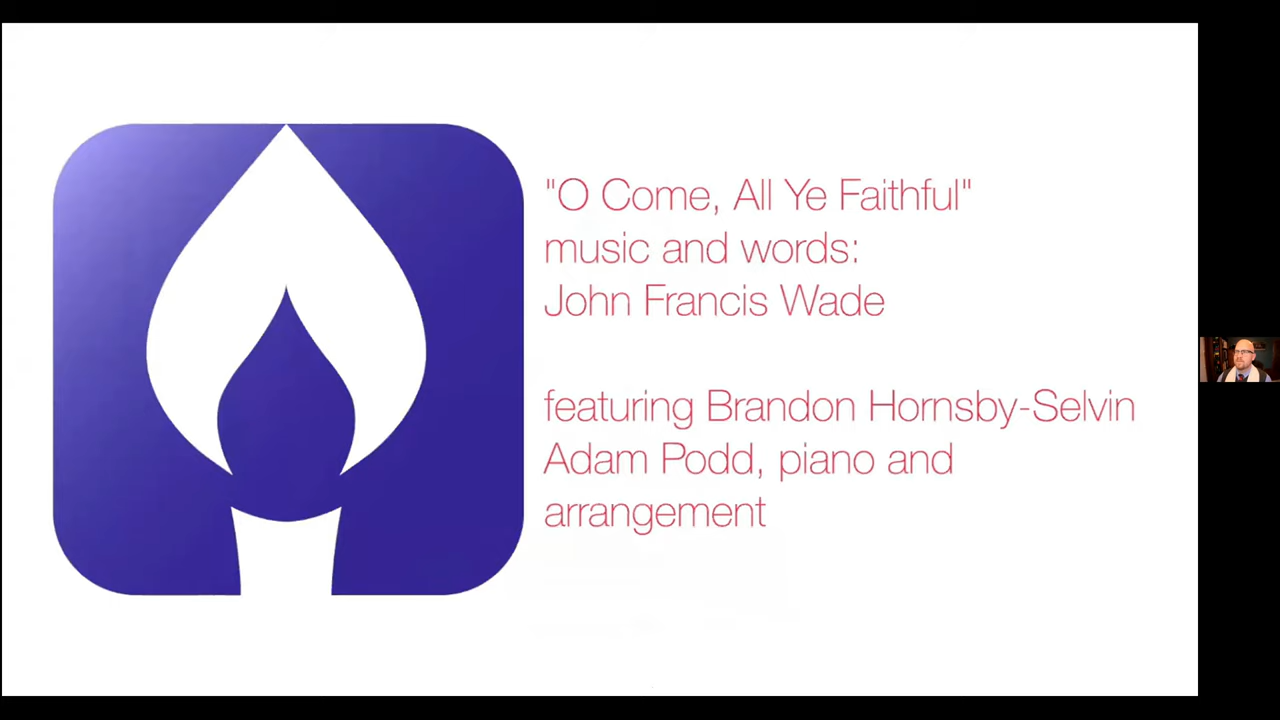 "O Come, All Ye Faithful"
music and words:
John Francis Wade
featuring Brandon Hornsby-Selvin
Adam Podd, piano and
arrangement